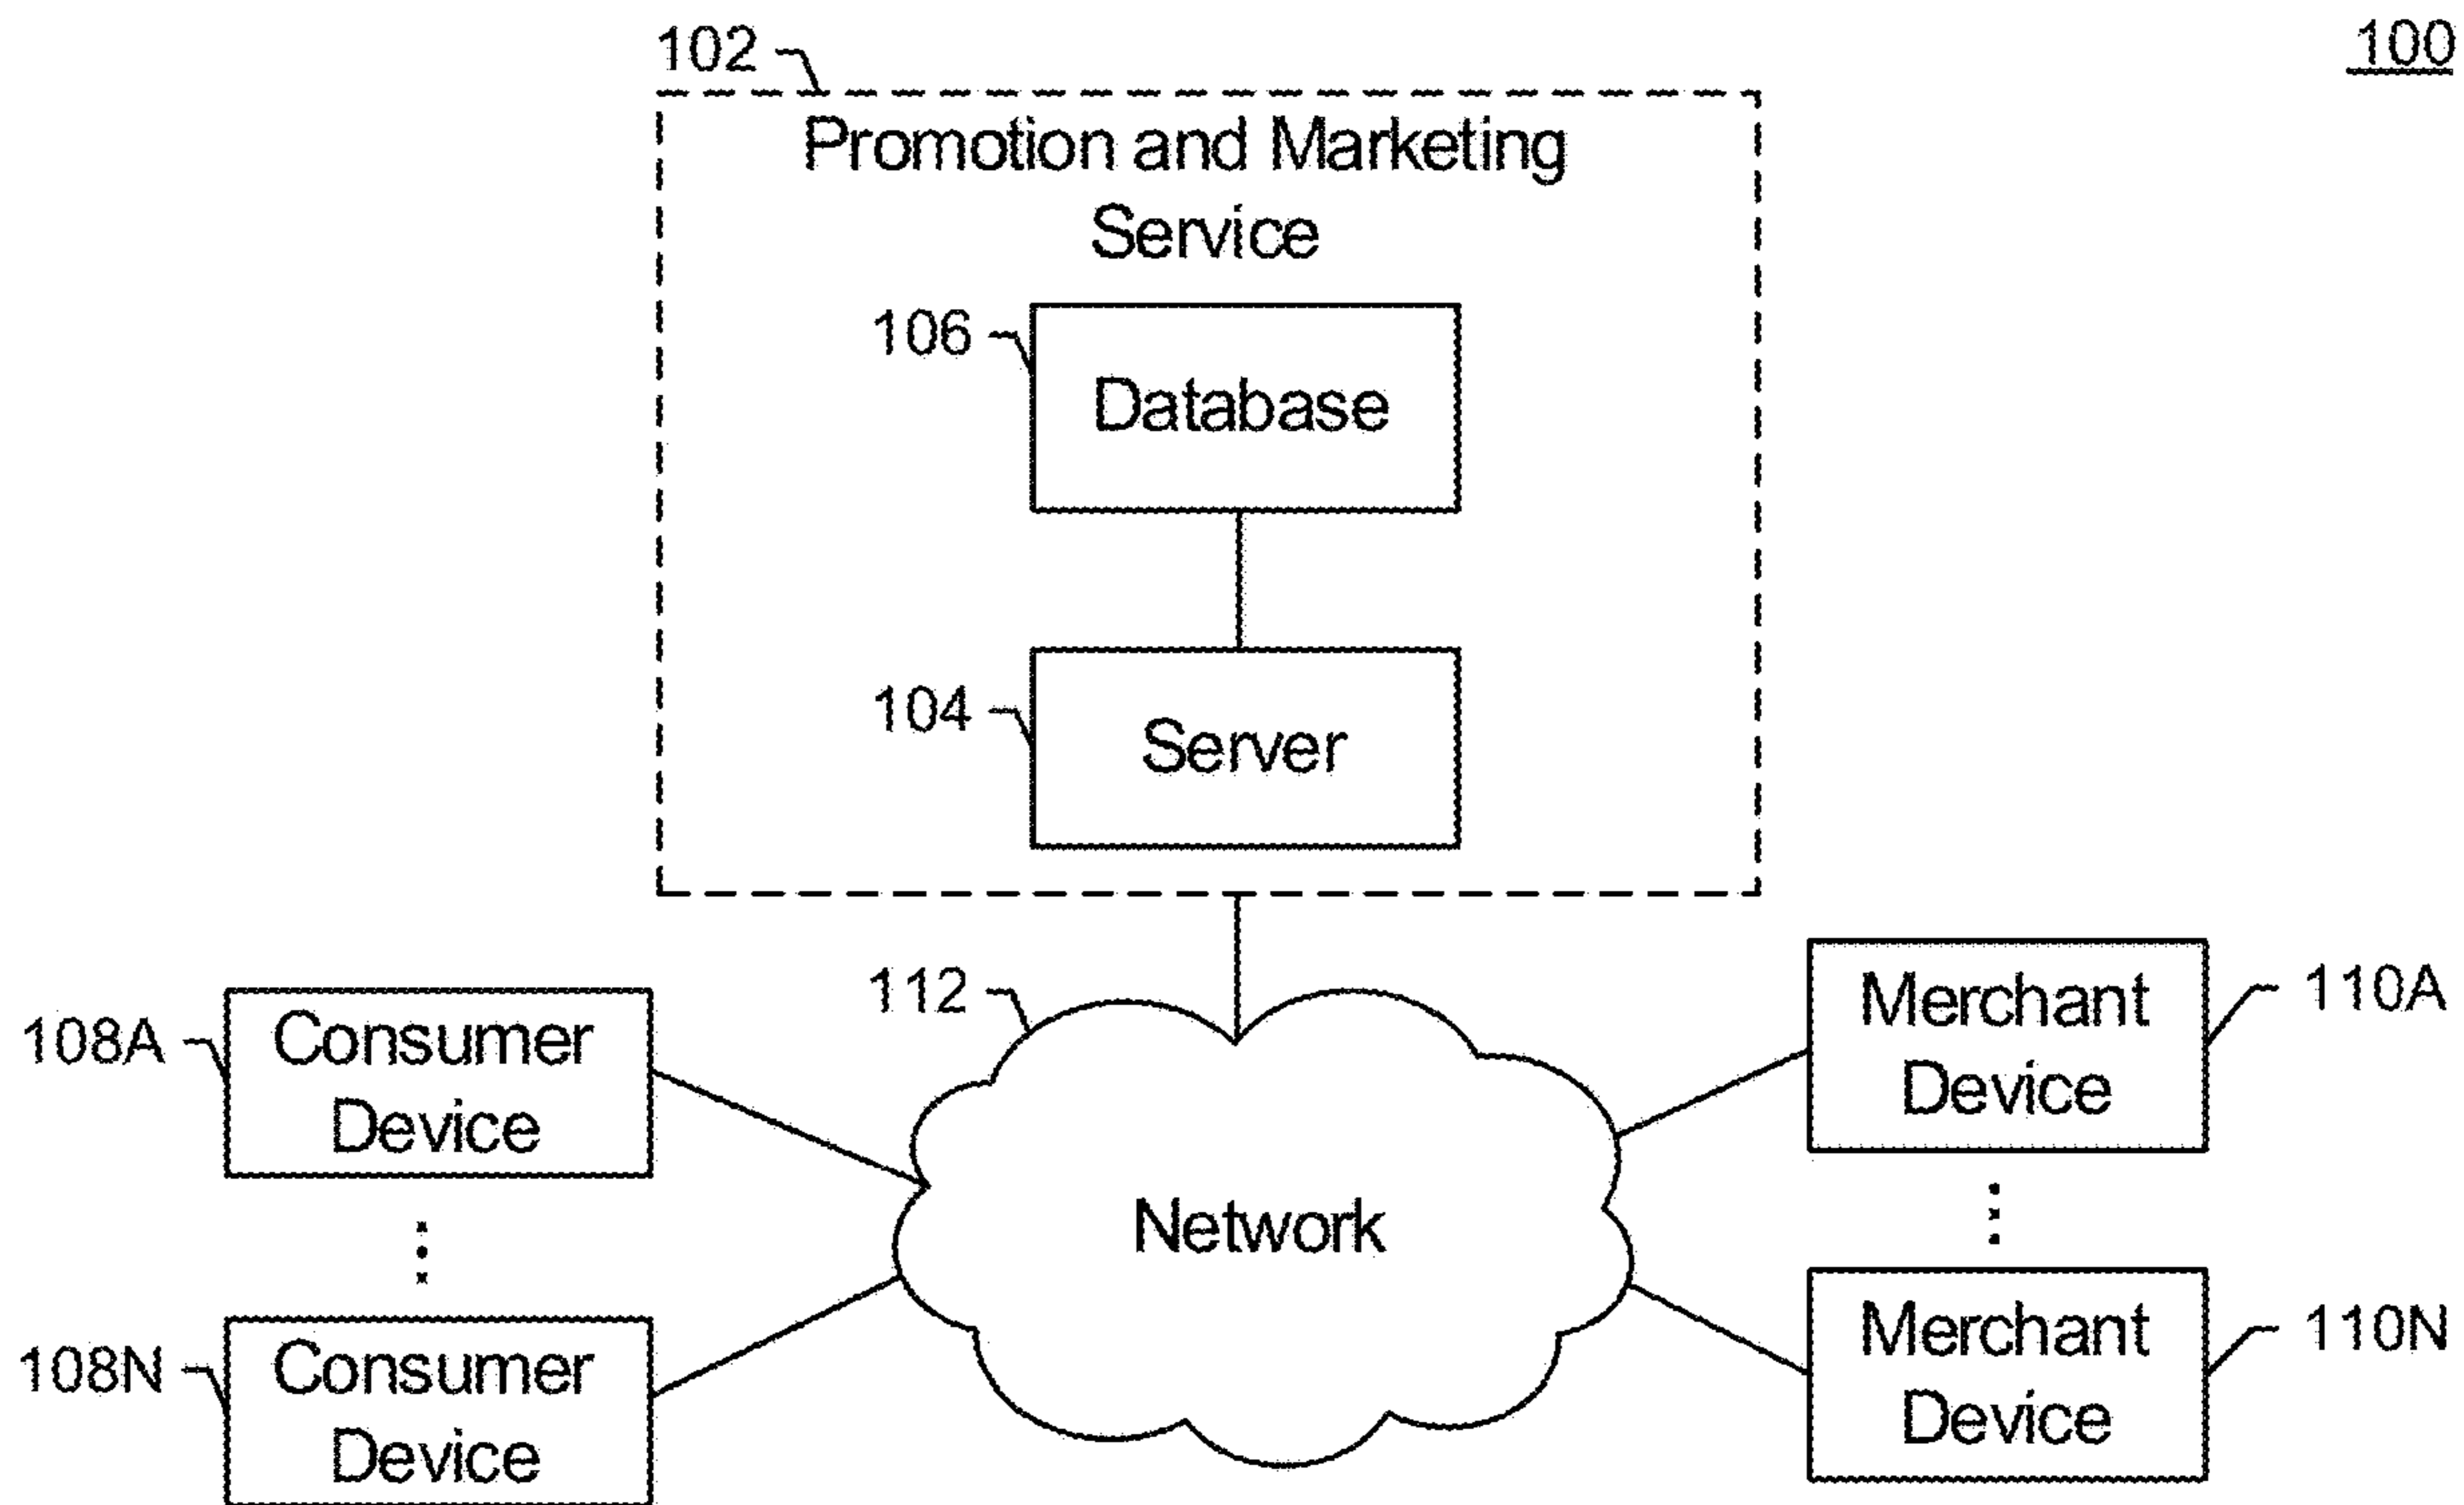 100
102
Promotion and Marketing
Service
106
Database
104
Server
112
108A
Consumer
Device
Network
Merchant
Device
110A
108N
Consumer
Device
Merchant
Device
110N